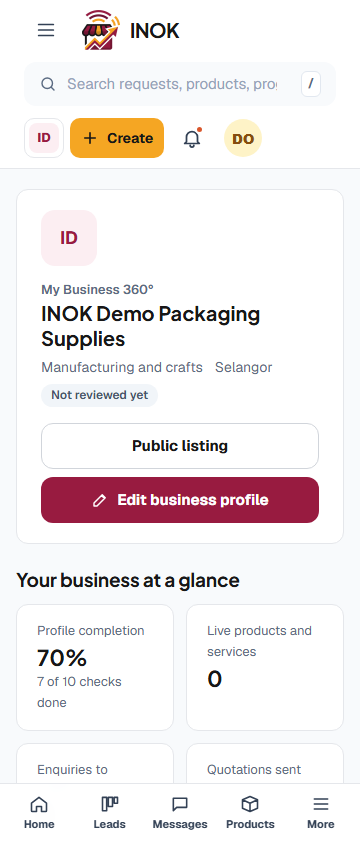 INOK
Search requests, products, pro
/
ID
Create
DO
ID
My Business 360°
INOK Demo Packaging
Supplies
Manufacturing and crafts Selangor
Not reviewed yet
Public listing
Edit business profile
Your business at a glance
Profile completion
70%
7 of 10 checks
done
Live products and
services
0
Enquiries to
Quotations sent
Home
Leads
Messages
Products
More